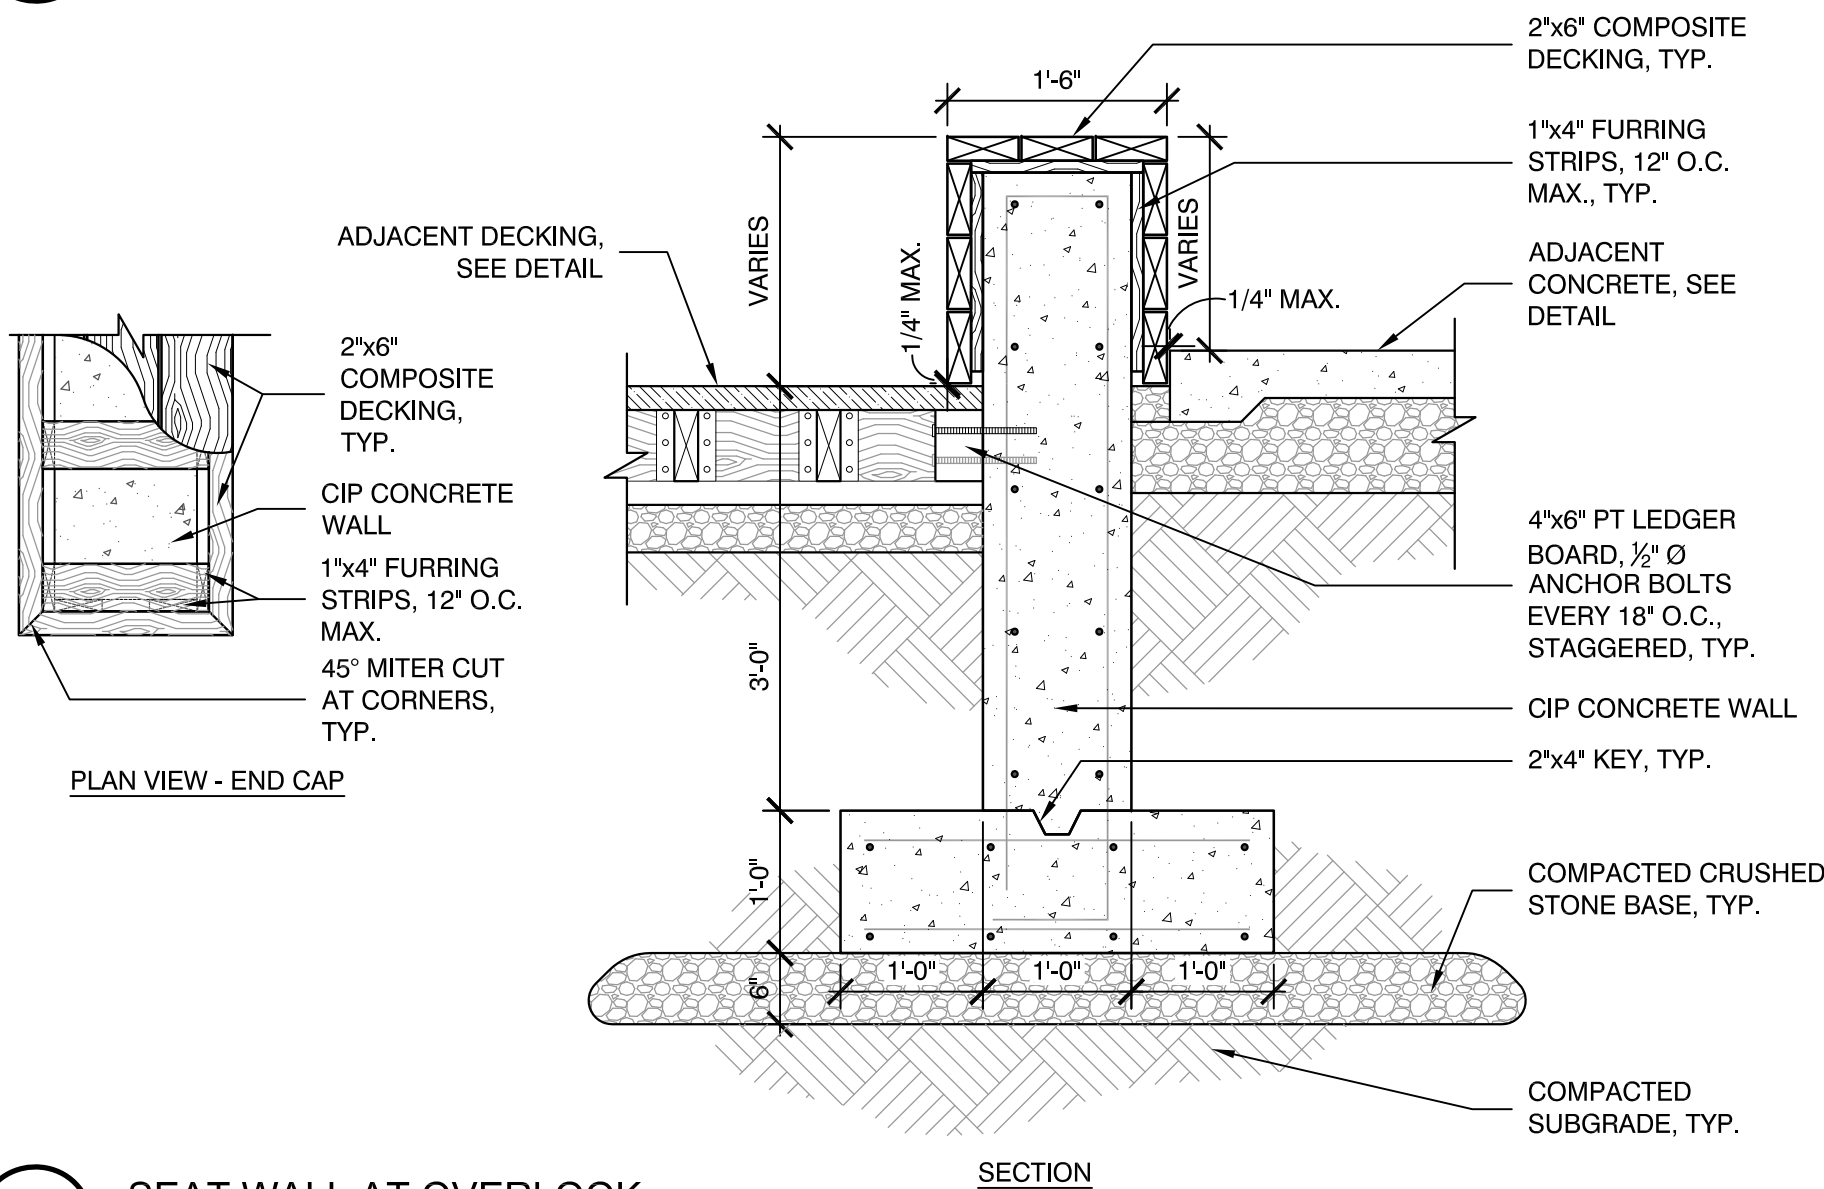 2"x6" COMPOSITE
DECKING, TYP.
1'-6"
1"x4" FURRING
STRIPS, 12" O.C.
MAX., TYP.
ADJACENT DECKING,
SEE DETAIL
VARIES
1/4" MAX.
VARIES
1/4" MAX.
ADJACENT
CONCRETE, SEE
DETAIL
2"x6"
COMPOSITE
DECKING,
TYP.
CIP CONCRETE
WALL
1"x4" FURRING
STRIPS, 12" O.C.
MAX.
45° MITER CUT
AT CORNERS,
TYP.
PLAN VIEW - END CAP
4"x6" PT LEDGER
BOARD, ½" Ø
ANCHOR BOLTS
EVERY 18" O.C.,
STAGGERED, TYP.
3'-0"
CIP CONCRETE WALL
2"x4" KEY, TYP.
1'-0"
COMPACTED CRUSHED
STONE BASE, TYP.
1'-0" 1'-0" 1'-0"
6"
COMPACTED
SUBGRADE, TYP.
SECTION
SEAT WALL AT OVERLOOK